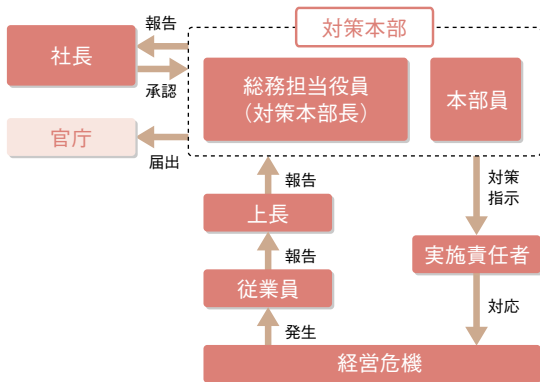 報告
対策本部
社長
総務担当役員
（対策本部長）
本部員
承認
官庁
届出
報告
対策
指示
上長
報告
実施責任者
従業員
発生
対応
経営危機